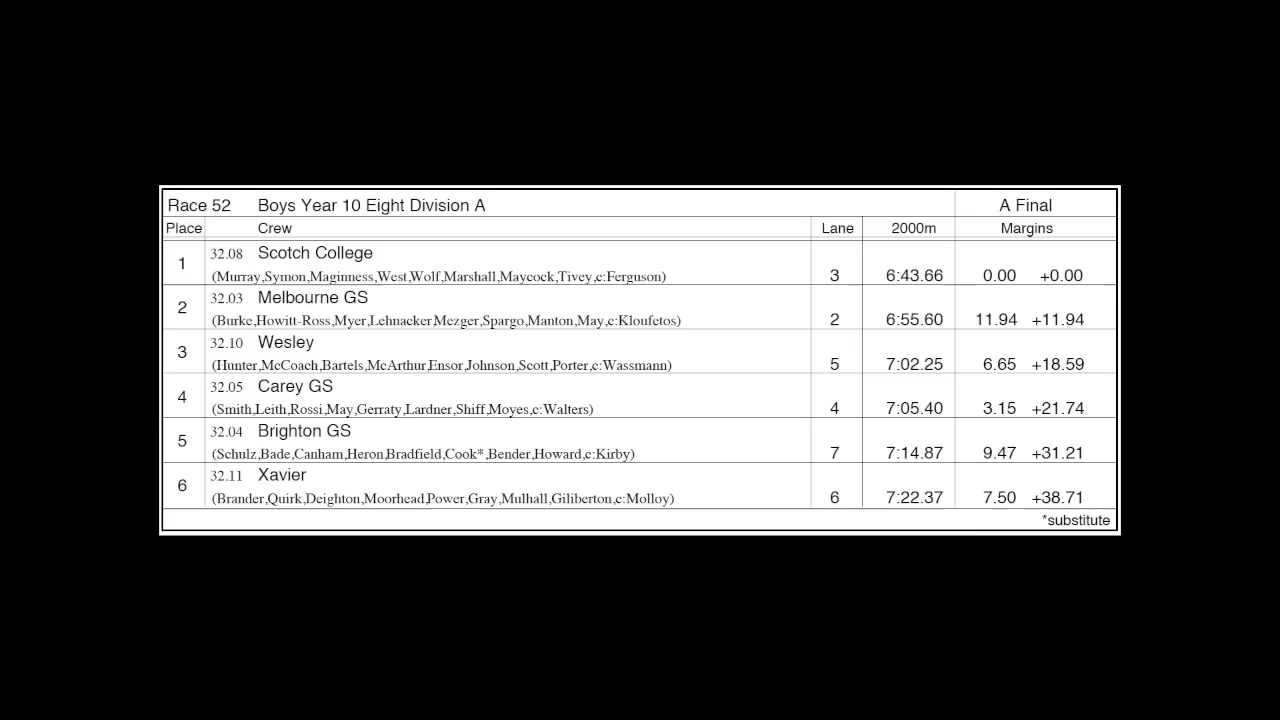 Race 52 Boys Year 10 Eight Division A A Final
Place Crew Lane 2000m Margins
1 32.08 Scotch College
(Murray,Symon,Maginness,West,Wolf,Marshall,Maycock,Tivey,c:Ferguson) 3 6:43.66 0.00 +0.00
2 32.03 Melbourne GS
(Burke,Howitt-Ross,Myer,Lehnacker,Mezger,Spargo,Manton,May,c:Kloufetos) 2 6:55.60 11.94 +11.94
3 32.10 Wesley
(Hunter,McCoach,Bartels,McArthur,Ensor,Johnson,Scott,Porter,c:Wassmann) 5 7:02.25 6.65 +18.59
4 32.05 Carey GS
(Smith,Leith,Rossi,May,Gerraty,Lardner,Shiff,Moyes,c:Walters) 4 7:05.40 3.15 +21.74
5 32.04 Brighton GS
(Schulz,Bade,Canham,Heron,Bradfield,Cook*,Bender,Howard,c:Kirby) 7 7:14.87 9.47 +31.21
6 32.11 Xavier
(Brander,Quirk,Deighton,Moorhead,Power,Gray,Mulhall,Giliberton,c:Molloy) 6 7:22.37 7.50 +38.71
*substitute